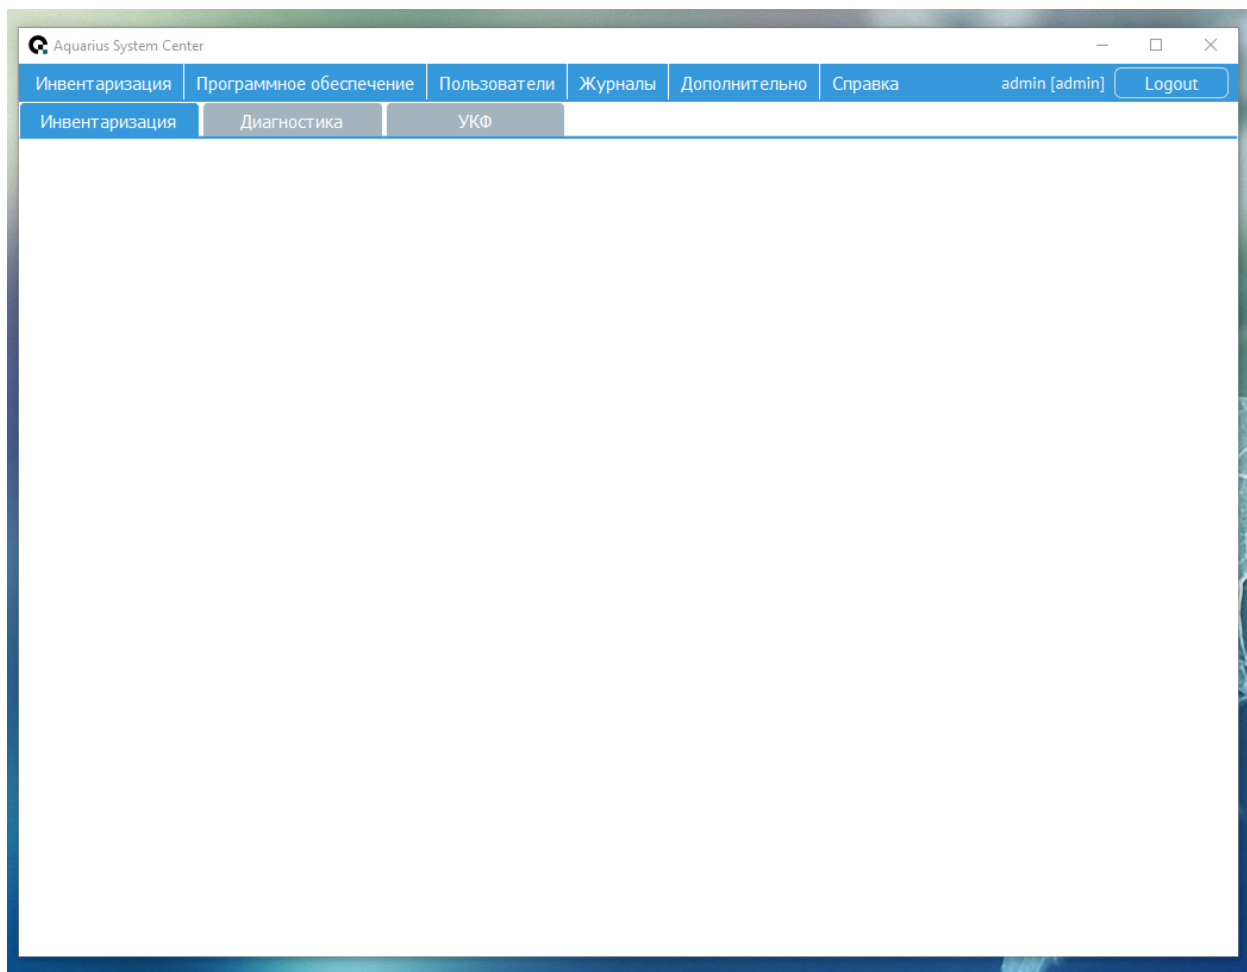 Aquarius System Center
Инвентаризация Программное обеспечение Пользователи Журналы Дополнительно Справка admin [admin] Logout
Инвентаризация Диагностика УКФ